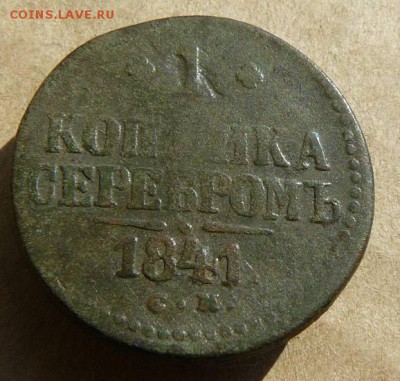 COINS.LAVE.RU
1
КОПѢЙКА
СЕРЕБРОМЪ
1841.
С.М.